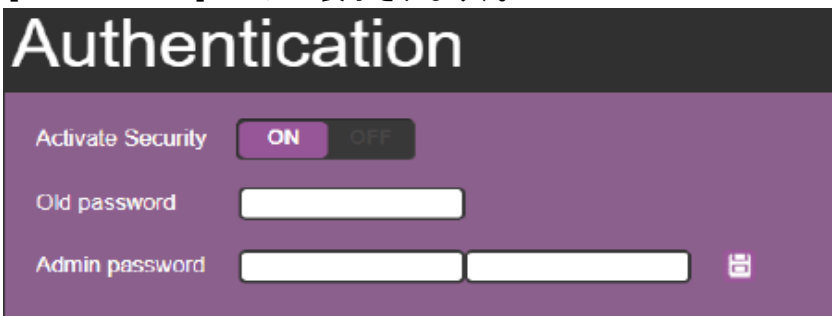 Authentication
Activate Security ON OFF
Old password
Admin password